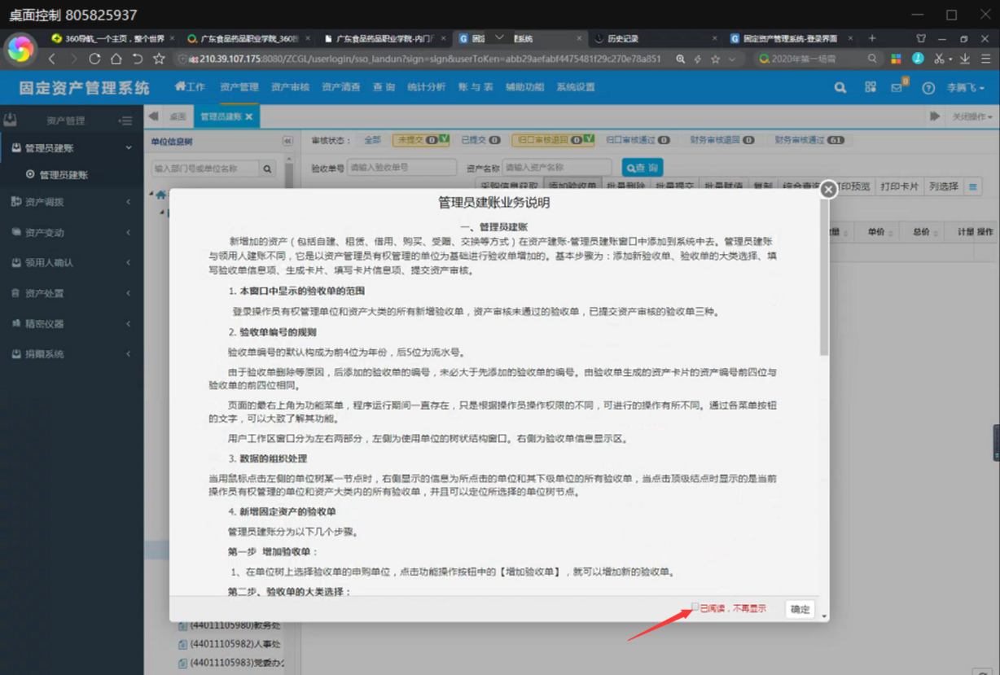 桌面控制 805825937
360导航_一个主页，整个世界
广东食品药品职业学院_360
广东食品药品职业学院-内门
系统
历史记录
固定资产管理系统-登录界面
210.39.107.175:8080/ZCGL/userlogin/sso_landun?sign=sign&userToKen=abb29aefabf4475481f29c270e78a851
2020年第一场雪
固定资产管理系统
工作 资产管理 资产审核 资产清查 查询 统计分析 账与表 辅助功能 系统设置
李鹏飞
资产管理
桌面
管理员建账
关闭操作
管理员建账
管理员建账
资产调拨
资产变动
领用人确认
资产处置
精密仪器
捐赠系统
单位信息树
输入部门号或单位名称
审核状态： 全部 未提交 0 已提交 0 归口审核退回 0 归口审核通过 0 财务审核退回 0 财务审核通过 61
验收单号 请输入验收单号 资产名称 请输入资产名称 查 询
采购信息获取 添加验收单 批量删除 批量提交 批量赋值 复制 综合查询 打印预览 打印卡片 列选择
量 单价 总价 计量 操作
管理员建账业务说明
一、管理员建账
新增加的资产（包括自建、租赁、借用、购买、受赠、交换等方式）在资产建账-管理员建账窗口中添加到系统中去。管理员建账
与领用人建账不同，它是以资产管理员有权管理的单位为基础进行验收单增加的。基本步骤为：添加新验收单、验收单的大类选择、填
写验收单信息项、生成卡片、填写卡片信息项、提交资产审核。
1. 本窗口中显示的验收单的范围
登录操作员有权管理单位和资产大类的所有新增验收单，资产审核未通过的验收单，已提交资产审核的验收单三种。
2. 验收单编号的规则
验收单编号的默认构成为前4位为年份，后5位为流水号。
由于验收单删除等原因，后添加的验收单的编号，未必大于先添加的验收单的编号。由验收单生成的资产卡片的资产编号前四位与
验收单的前四位相同。
页面的最右上角为功能菜单，程序运行期间一直存在，只是根据操作员操作权限的不同，可进行的操作有所不同。通过各菜单按钮
的文字，可以大致了解其功能。
用户工作区窗口分为左右两部分，左侧为使用单位的树状结构窗口。右侧为验收单信息显示区。
3. 数据的组织处理
当用鼠标点击左侧的单位树某一节点时，右侧显示的信息为所点击的单位和其下级单位的所有验收单，当点击顶级结点时显示的是当前
操作员有权管理的单位和资产大类内的所有验收单，并且可以定位所选择的单位树节点。
4. 新增固定资产的验收单
管理员建账分为以下几个步骤。
第一步 增加验收单：
1、在单位树上选择验收单的申购单位，点击功能操作按钮中的【增加验收单】，就可以增加新的验收单。
第二步、验收单的大类选择：
已阅读，不再显示
确定
(44011105980)教务处
(44011105982)人事处
(44011105983)党委办